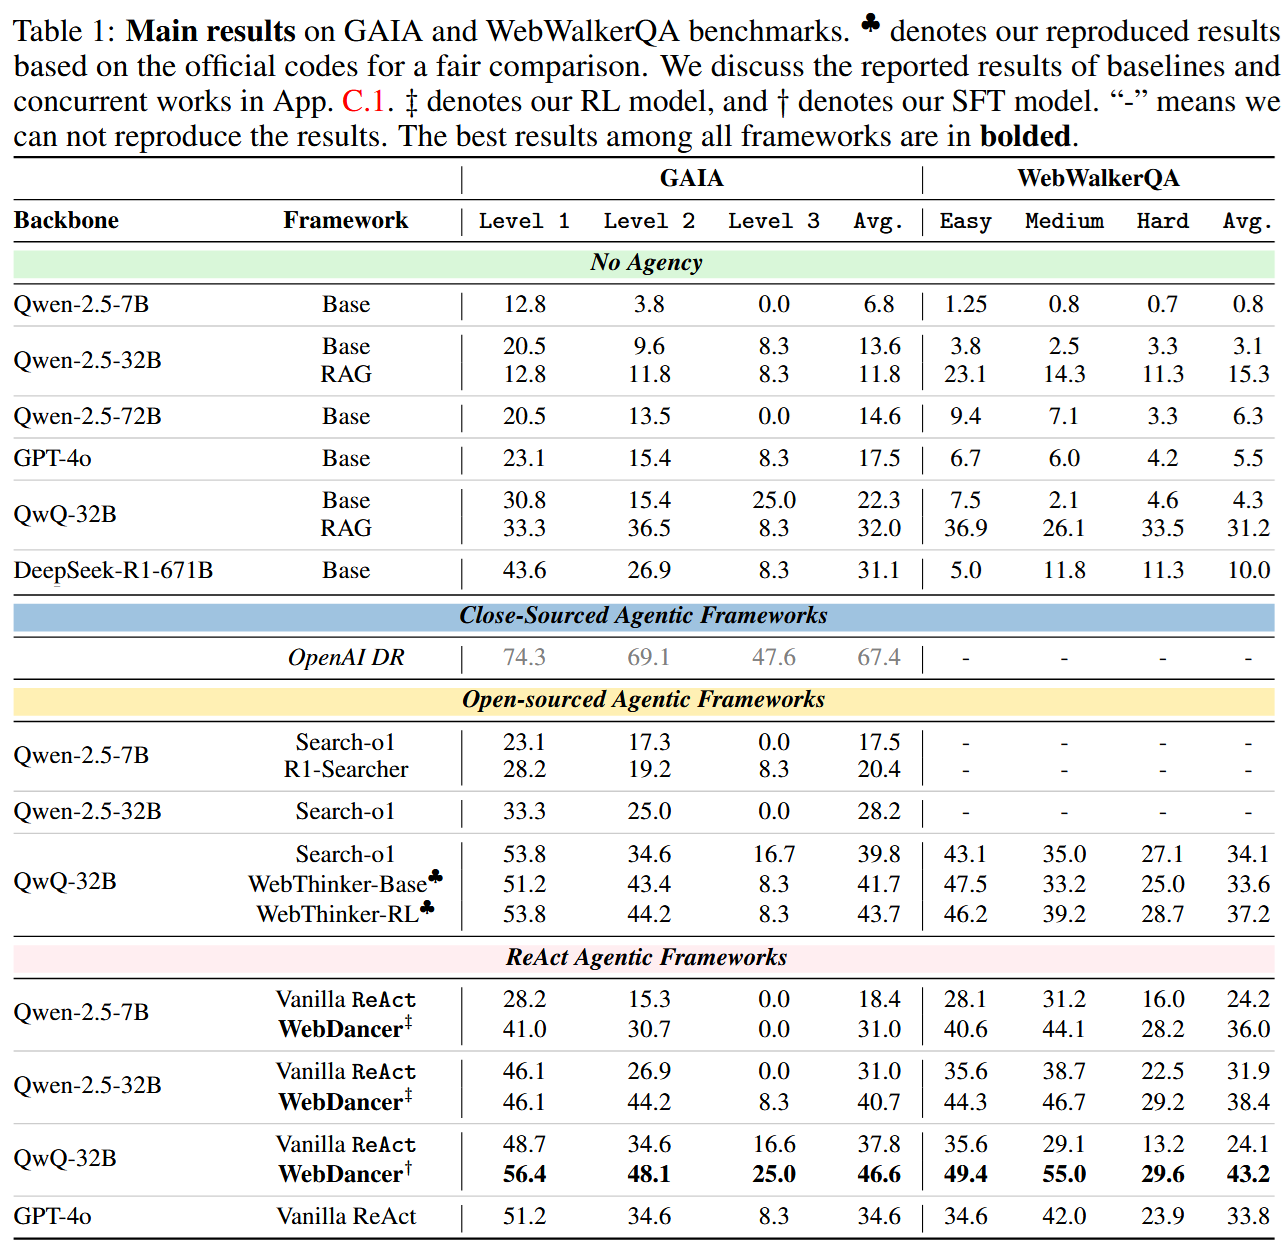 Table 1: Main results on GAIA and WebWalkerQA benchmarks. ♣ denotes our reproduced results
based on the official codes for a fair comparison. We discuss the reported results of baselines and
concurrent works in App. C.1. ‡ denotes our RL model, and † denotes our SFT model. “-” means we
can not reproduce the results. The best results among all frameworks are in bolded.
GAIA WebWalkerQA
Backbone Framework Level 1 Level 2 Level 3 Avg. Easy Medium Hard Avg.
No Agency
Qwen-2.5-7B Base 12.8 3.8 0.0 6.8 1.25 0.8 0.7 0.8
Qwen-2.5-32B Base 20.5 9.6 8.3 13.6 3.8 2.5 3.3 3.1
RAG 12.8 11.8 8.3 11.8 23.1 14.3 11.3 15.3
Qwen-2.5-72B Base 20.5 13.5 0.0 14.6 9.4 7.1 3.3 6.3
GPT-4o Base 23.1 15.4 8.3 17.5 6.7 6.0 4.2 5.5
QwQ-32B Base 30.8 15.4 25.0 22.3 7.5 2.1 4.6 4.3
RAG 33.3 36.5 8.3 32.0 36.9 26.1 33.5 31.2
DeepSeek-R1-671B Base 43.6 26.9 8.3 31.1 5.0 11.8 11.3 10.0
Close-Sourced Agentic Frameworks
OpenAI DR 74.3 69.1 47.6 67.4 - - - -
Open-sourced Agentic Frameworks
Qwen-2.5-7B Search-o1 23.1 17.3 0.0 17.5 - - - -
R1-Searcher 28.2 19.2 8.3 20.4 - - - -
Qwen-2.5-32B Search-o1 33.3 25.0 0.0 28.2 - - - -
QwQ-32B Search-o1 53.8 34.6 16.7 39.8 43.1 35.0 27.1 34.1
WebThinker-Base♣ 51.2 43.4 8.3 41.7 47.5 33.2 25.0 33.6
WebThinker-RL♣ 53.8 44.2 8.3 43.7 46.2 39.2 28.7 37.2
ReAct Agentic Frameworks
Qwen-2.5-7B Vanilla ReAct 28.2 15.3 0.0 18.4 28.1 31.2 16.0 24.2
WebDancer‡ 41.0 30.7 0.0 31.0 40.6 44.1 28.2 36.0
Qwen-2.5-32B Vanilla ReAct 46.1 26.9 0.0 31.0 35.6 38.7 22.5 31.9
WebDancer‡ 46.1 44.2 8.3 40.7 44.3 46.7 29.2 38.4
QwQ-32B Vanilla ReAct 48.7 34.6 16.6 37.8 35.6 29.1 13.2 24.1
WebDancer† 56.4 48.1 25.0 46.6 49.4 55.0 29.6 43.2
GPT-4o Vanilla ReAct 51.2 34.6 8.3 34.6 34.6 42.0 23.9 33.8